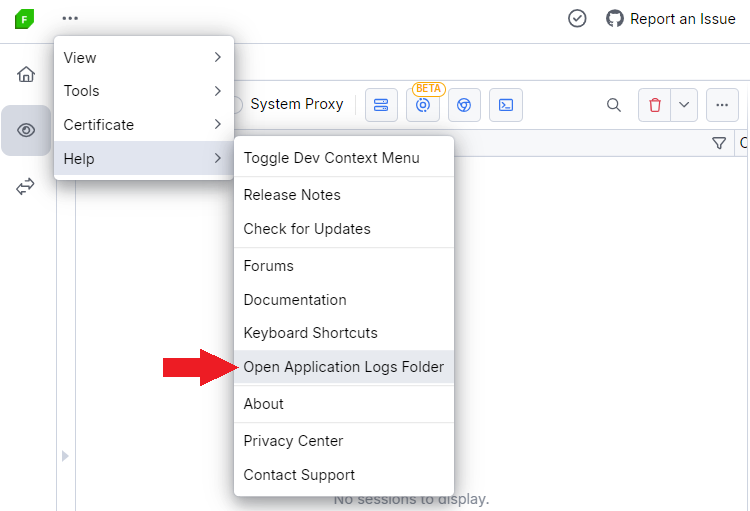 F
Report an Issue
View
Tools
Certificate
Help
System Proxy
BETA
Toggle Dev Context Menu
Release Notes
Check for Updates
Forums
Documentation
Keyboard Shortcuts
Open Application Logs Folder
About
Privacy Center
Contact Support
No sessions to display.